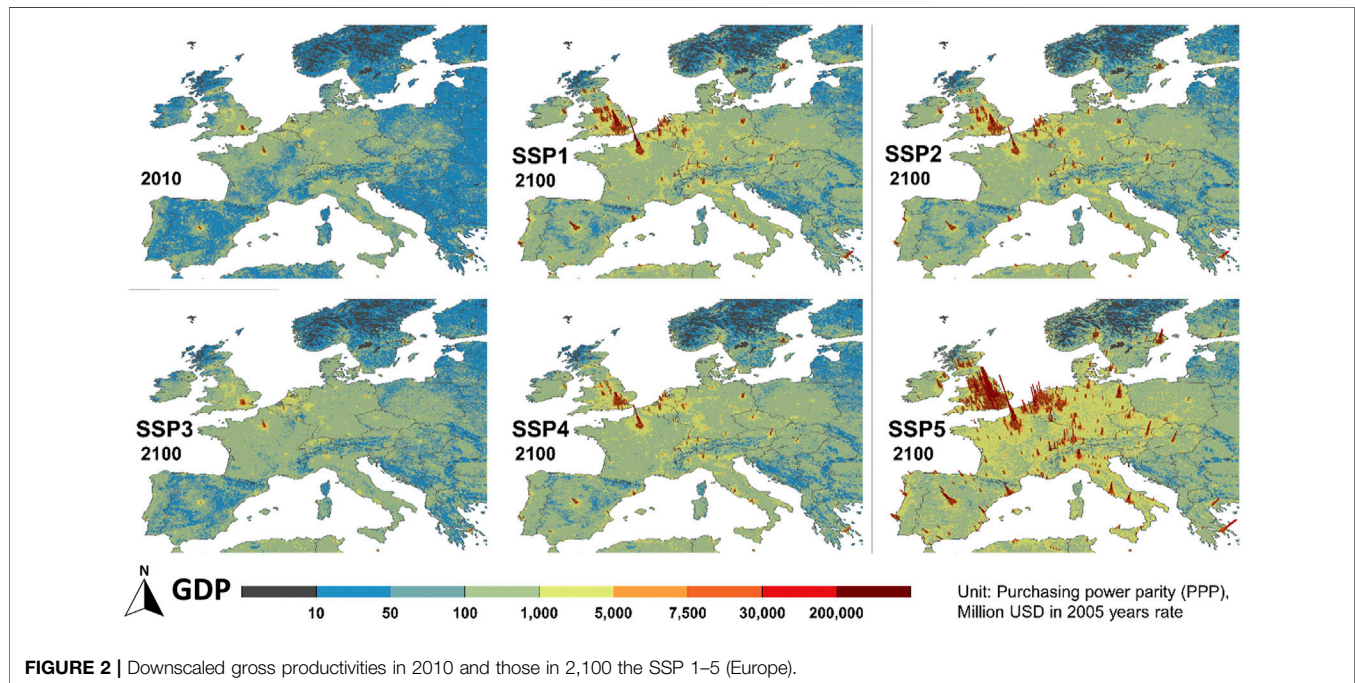 2010
SSP1
2100
SSP2
2100
SSP3
2100
SSP4
2100
SSP5
2100
N
GDP
10 50 100 1,000 5,000 7,500 30,000 200,000
Unit: Purchasing power parity (PPP),
Million USD in 2005 years rate
FIGURE 2 | Downscaled gross productivities in 2010 and those in 2,100 the SSP 1–5 (Europe).